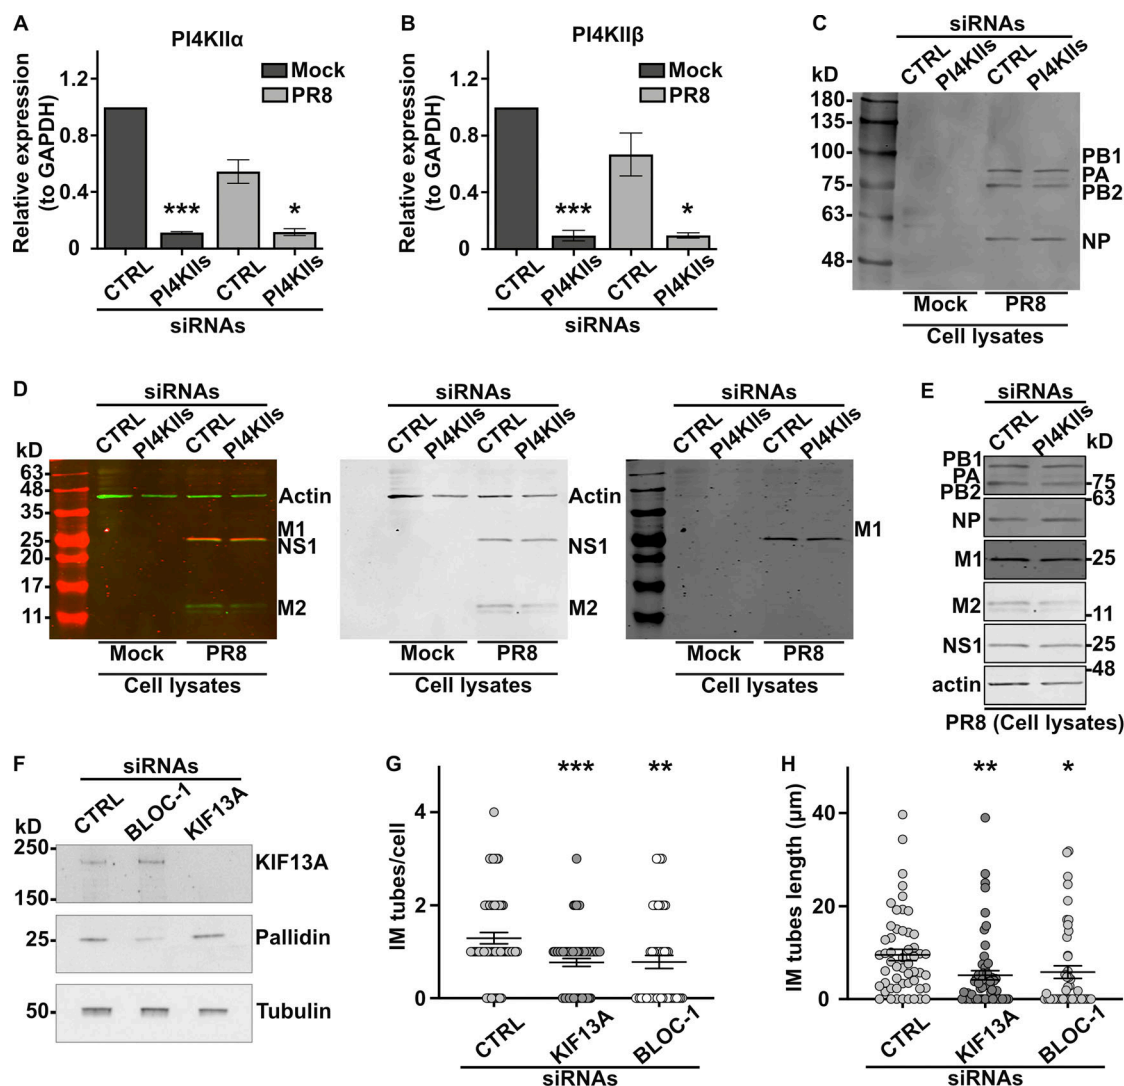 A
PI4KIIα
Relative expression
(to GAPDH)
1.2
0.8
0.4
0
Mock
PR8
***
*
CTRL
PI4KIIs
CTRL
PI4KIIs
siRNAs
B
PI4KIIβ
Relative expression
(to GAPDH)
1.2
0.8
0.4
0
Mock
PR8
***
*
CTRL
PI4KIIs
CTRL
PI4KIIs
siRNAs
C
siRNAs
kD
CTRL
PI4KIIs
CTRL
PI4KIIs
180
135
100
75
63
48
PB1
PA
PB2
NP
Mock
PR8
Cell lysates
D
siRNAs
kD
CTRL
PI4KIIs
CTRL
PI4KIIs
63
48
35
25
20
17
11
Actin
M1
NS1
M2
Mock
PR8
Cell lysates
siRNAs
CTRL
PI4KIIs
CTRL
PI4KIIs
Actin
NS1
M2
Mock
PR8
Cell lysates
siRNAs
CTRL
PI4KIIs
CTRL
PI4KIIs
M1
Mock
PR8
Cell lysates
E
siRNAs
CTRL
PI4KIIs
kD
PB1
PA
PB2
75
63
NP
M1
25
M2
11
NS1
25
48
actin
PR8 (Cell lysates)
F
siRNAs
kD
CTRL
BLOC-1
KIF13A
250
150
KIF13A
25
Pallidin
50
Tubulin
G
***
**
IM tubes/cell
4
2
0
CTRL
KIF13A
BLOC-1
siRNAs
H
**
*
IM tubes length (µm)
40
20
0
CTRL
KIF13A
BLOC-1
siRNAs